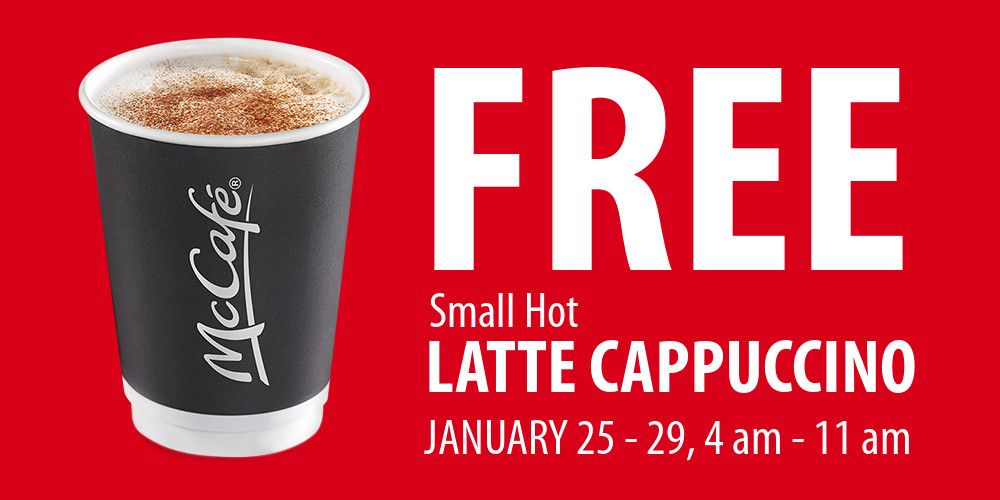 McCafé®
FREE
Small Hot
LATTE CAPPUCCINO
JANUARY 25 - 29, 4 am - 11 am